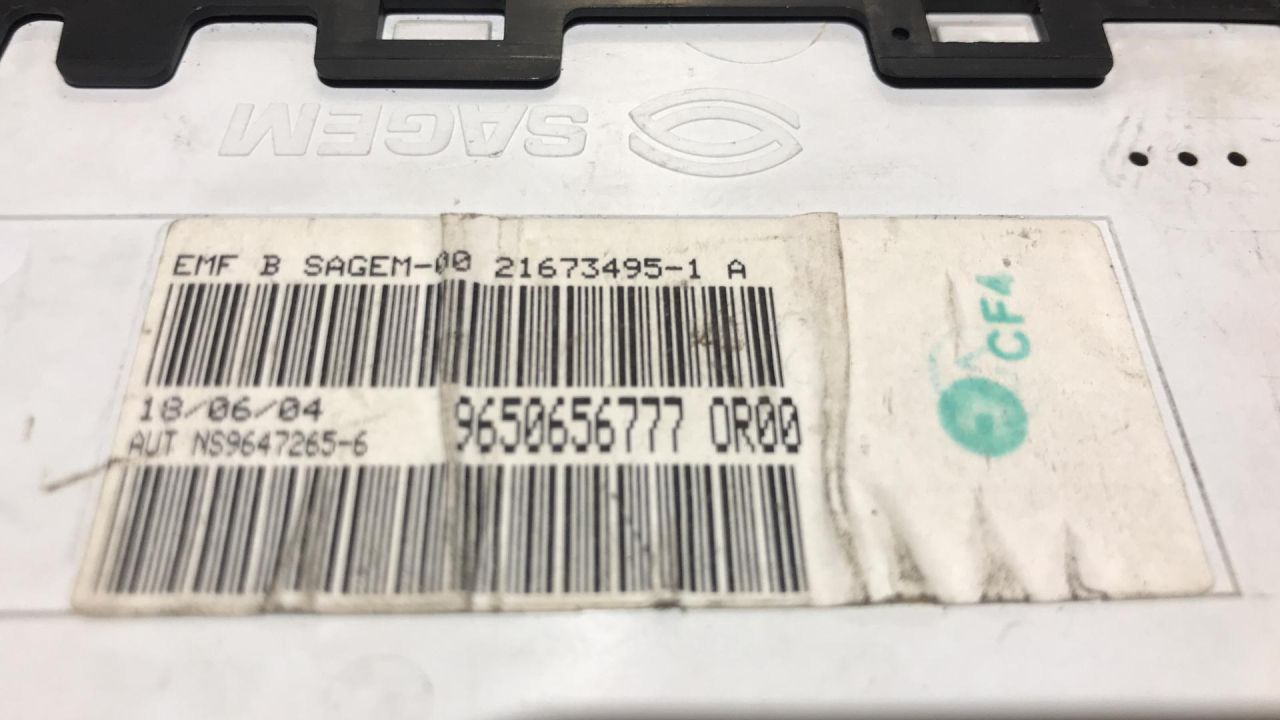 SAGEM
EMF B SAGEM-00 21673495-1 A
18/06/04
9650656777 0R00
AUT NS9647265-6
CF4